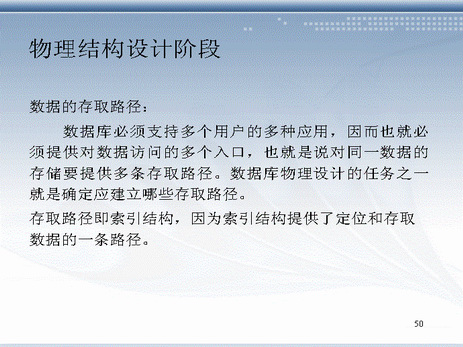 物理结构设计阶段
数据的存取路径：
数据库必须支持多个用户的多种应用，因而也就必
须提供对数据访问的多个入口，也就是说对同一数据的
存储要提供多条存取路径。数据库物理设计的任务之一
就是确定应建立哪些存取路径。
存取路径即索引结构，因为索引结构提供了定位和存取
数据的一条路径。
50